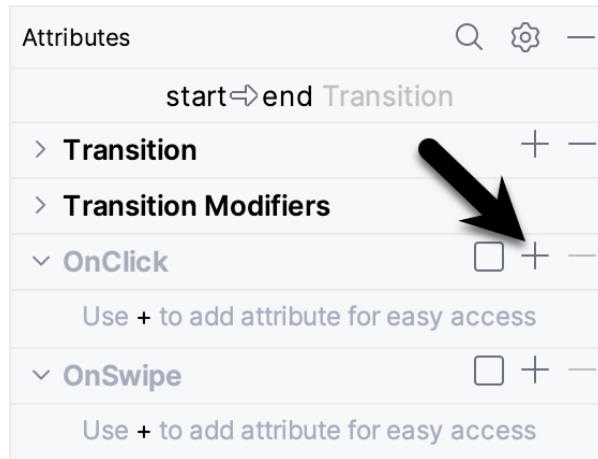 Attributes
start⇨end Transition
Transition
Transition Modifiers
OnClick
Use + to add attribute for easy access
OnSwipe
Use + to add attribute for easy access